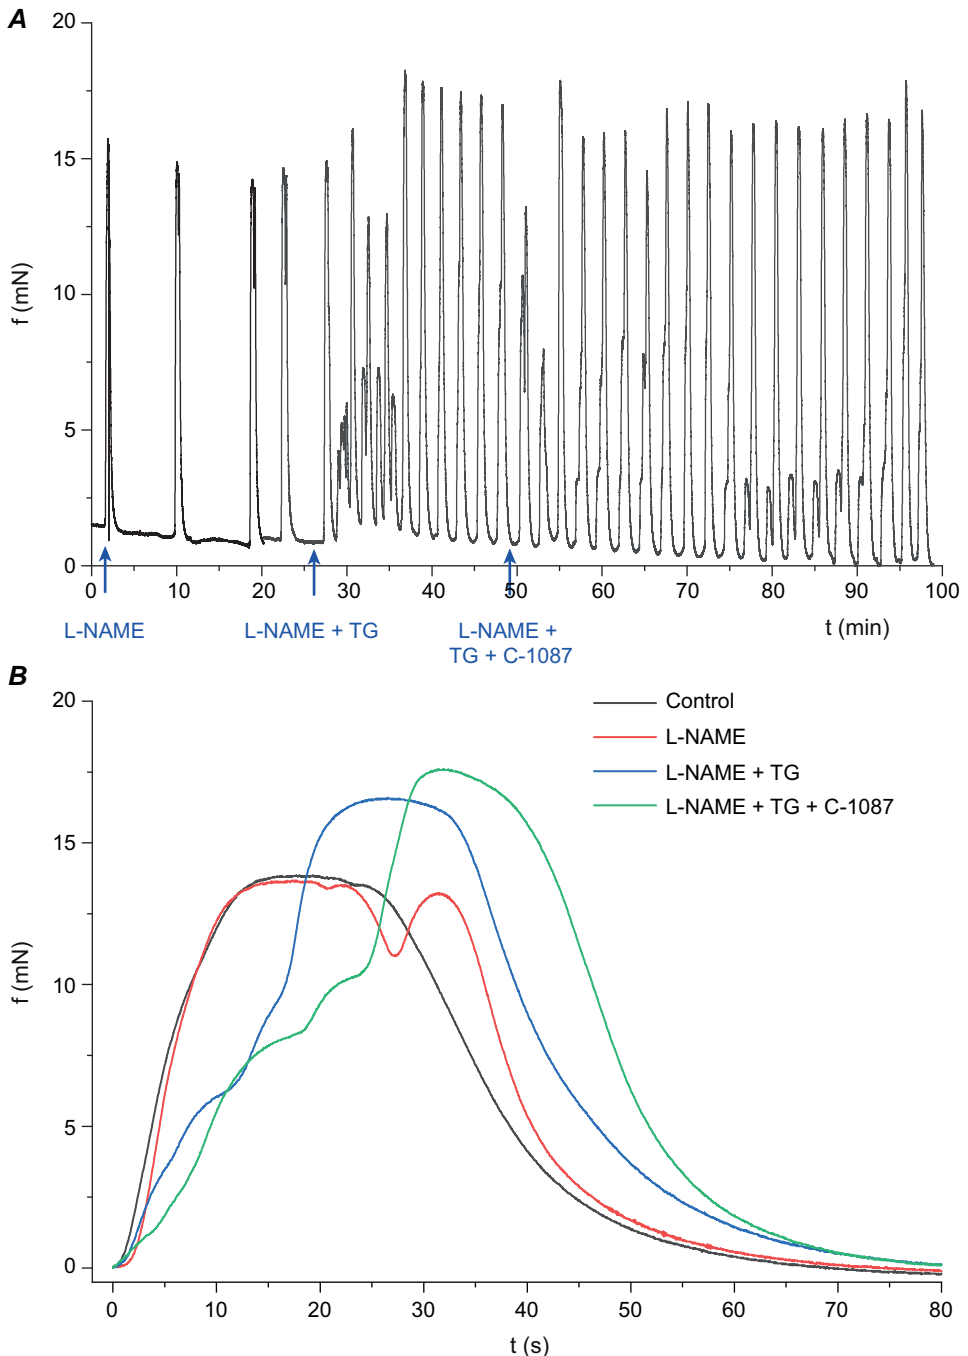 A
20
15
10
5
0
f (mN)
0 10 20 30 40 50 60 70 80 90 100
L-NAME
L-NAME + TG
L-NAME +
TG + C-1087
t (min)
B
20
15
10
5
0
f (mN)
Control
L-NAME
L-NAME + TG
L-NAME + TG + C-1087
0 10 20 30 40 50 60 70 80
t (s)